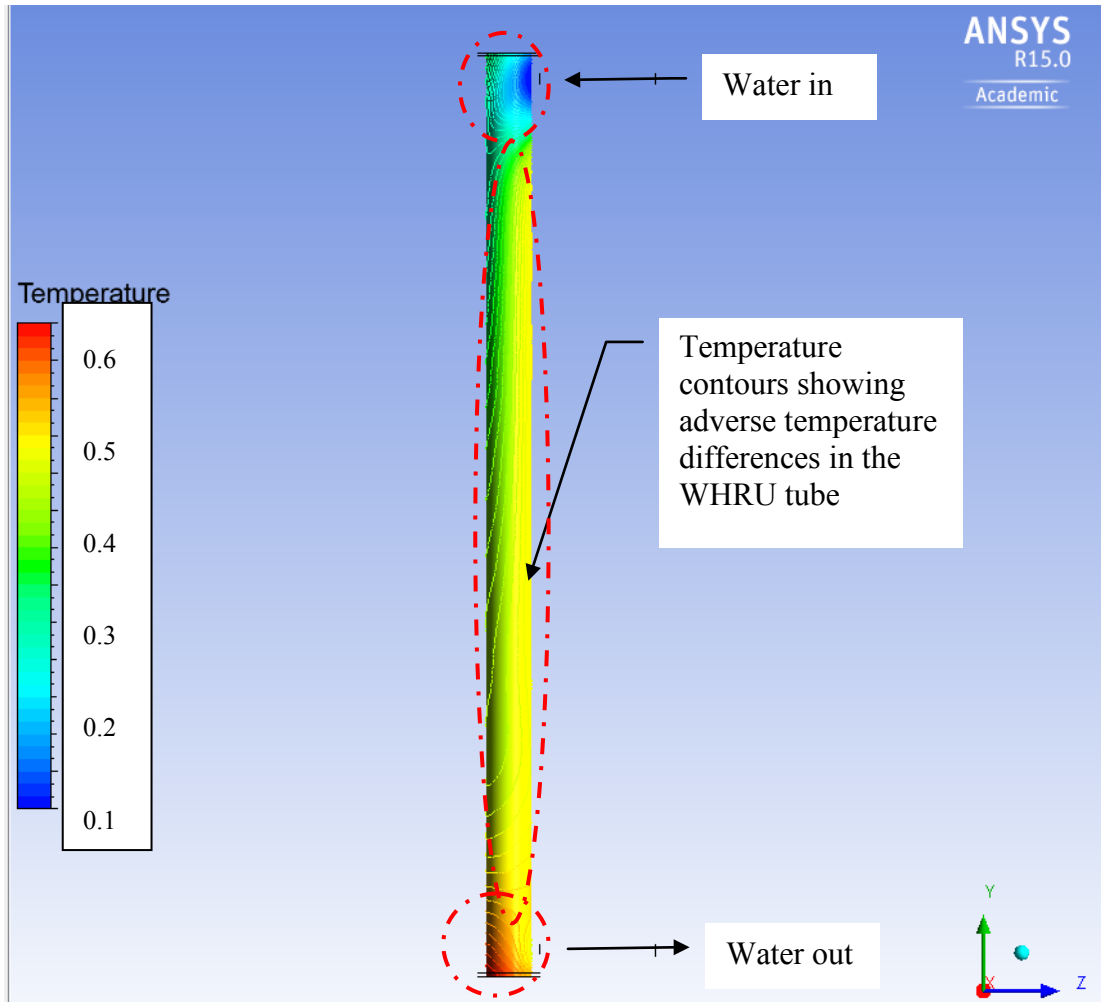 ANSYS
R15.0
Academic
Water in
Temperature
0.6
0.5
0.4
0.3
0.2
0.1
Temperature
contours showing
adverse temperature
differences in the
WHRU tube
Water out
Y
X
Z